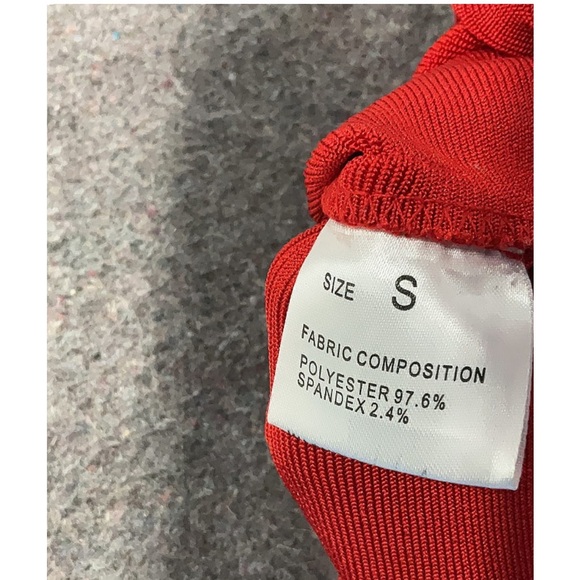 SIZE S
FABRIC COMPOSITION
POLYESTER 97.6%
SPANDEX 2.4%